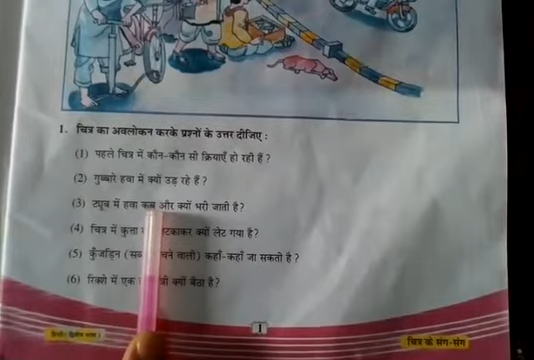 1. चित्र का अवलोकन करके प्रश्नों के उत्तर दीजिए :
(1) पहले चित्र में कौन-कौन सी क्रियाएँ हो रही हैं ?
(2) गुब्बारे हवा में क्यों उड़ रहे हैं ?
(3) ट्यूब में हवा कब और क्यों भरी जाती है?
(4) चित्र में कुत्ता टकाकर क्यों लेट गया है?
(5) कुँजड़िन (सब चने वाली) कहाँ-कहाँ जा सकती है ?
(6) रिक्शे में एक त्री क्यों बैठा है?
1
हिन्दी (द्वितीय भाषा)
चित्र के संग-संग